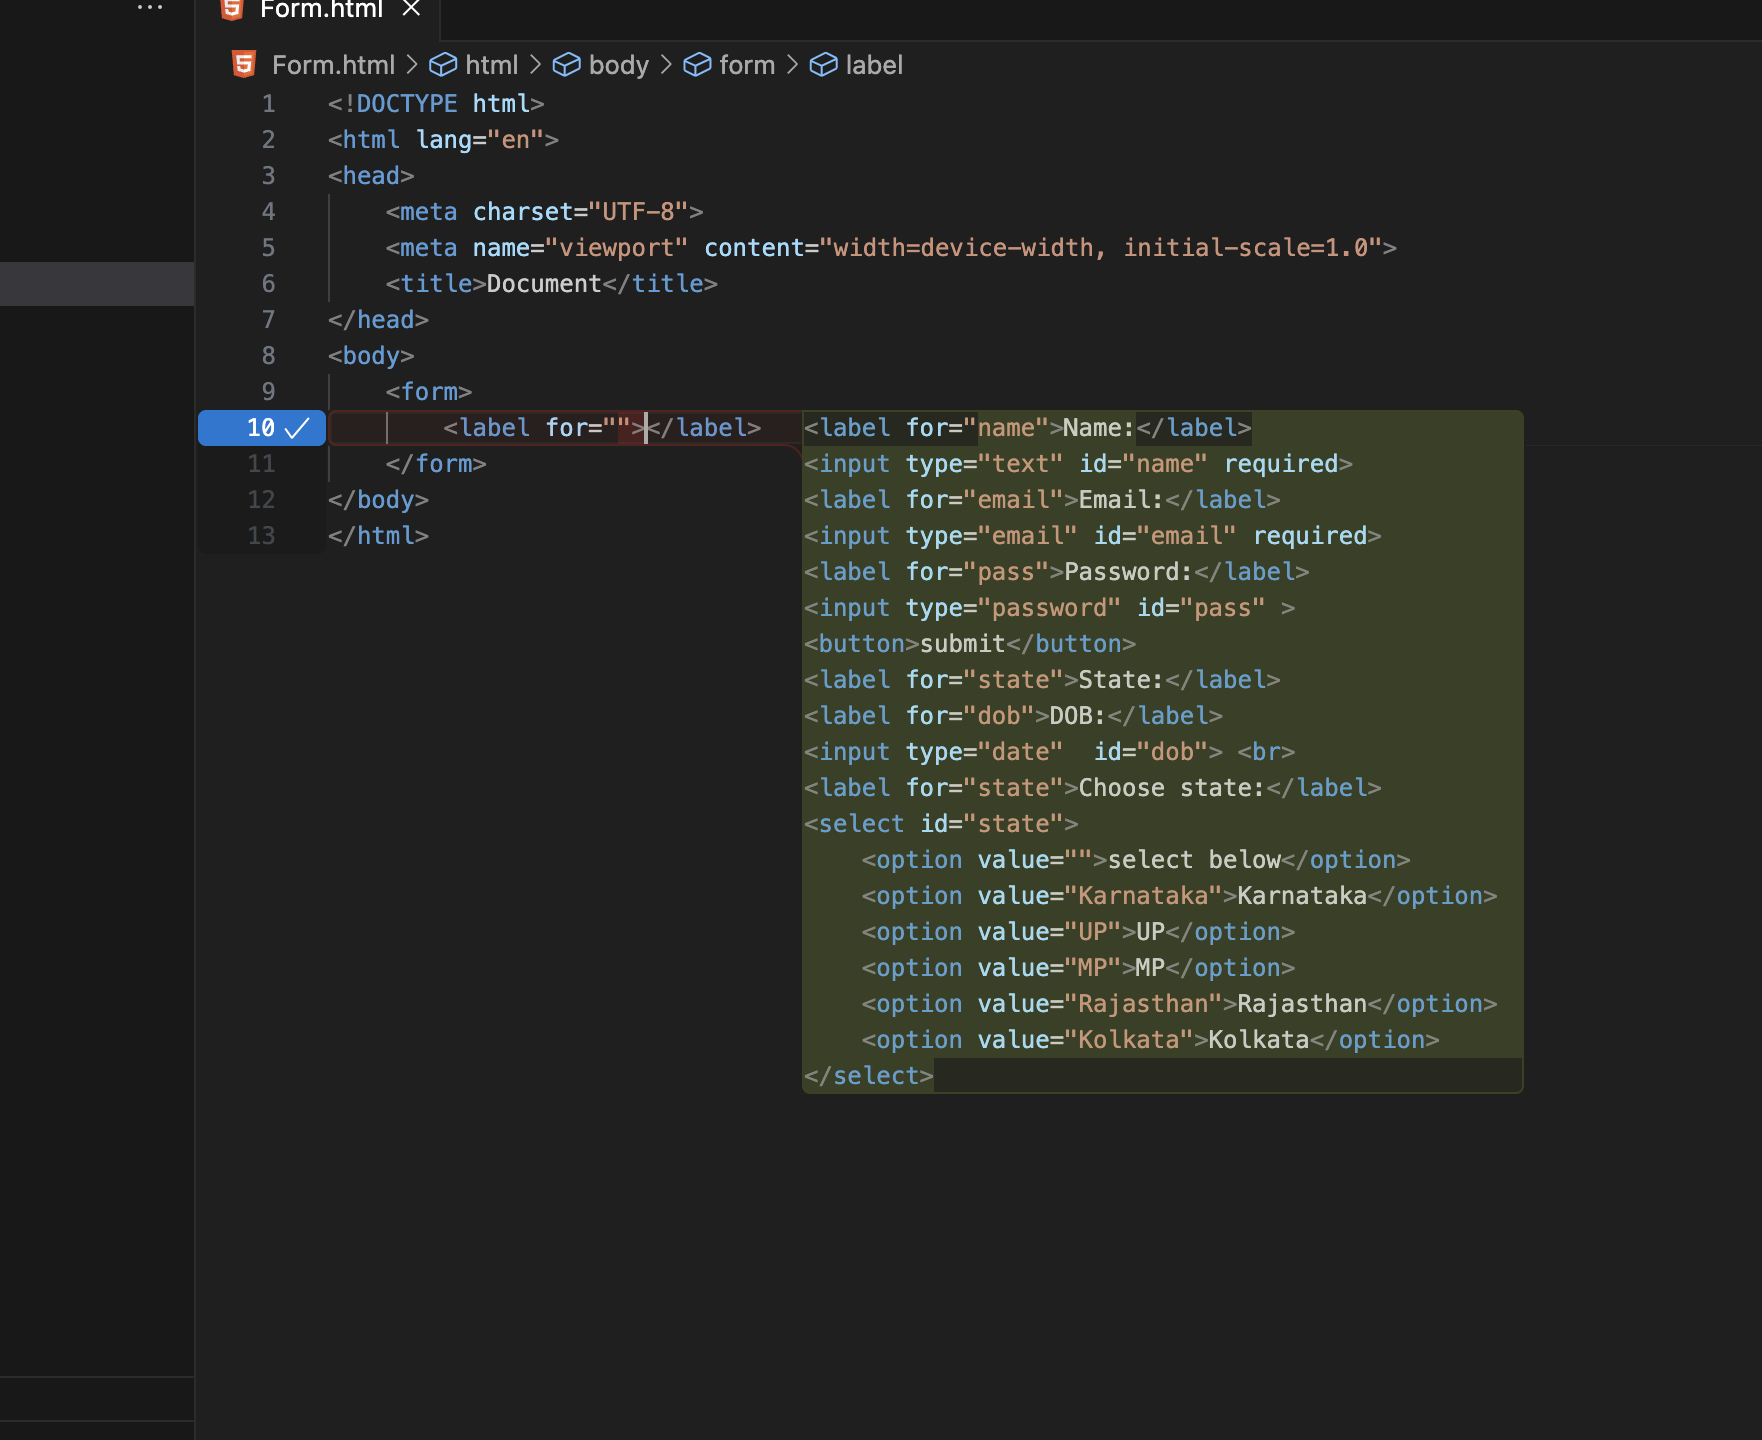 Form.html
Form.html > html > body > form > label
1 <!DOCTYPE html>
2 <html lang="en">
3 <head>
4 <meta charset="UTF-8">
5 <meta name="viewport" content="width=device-width, initial-scale=1.0">
6 <title>Document</title>
7 </head>
8 <body>
9 <form>
10 <label for=""></label>
11 </form>
12 </body>
13 </html>
<label for="name">Name:</label>
<input type="text" id="name" required>
<label for="email">Email:</label>
<input type="email" id="email" required>
<label for="pass">Password:</label>
<input type="password" id="pass" >
<button>submit</button>
<label for="state">State:</label>
<label for="dob">DOB:</label>
<input type="date"  id="dob"> <br>
<label for="state">Choose state:</label>
<select id="state">
<option value="">select below</option>
<option value="Karnataka">Karnataka</option>
<option value="UP">UP</option>
<option value="MP">MP</option>
<option value="Rajasthan">Rajasthan</option>
<option value="Kolkata">Kolkata</option>
</select>